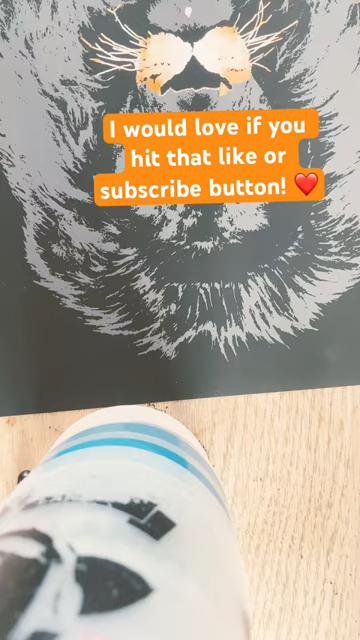 I would love if you
hit that like or
subscribe button! ❤️